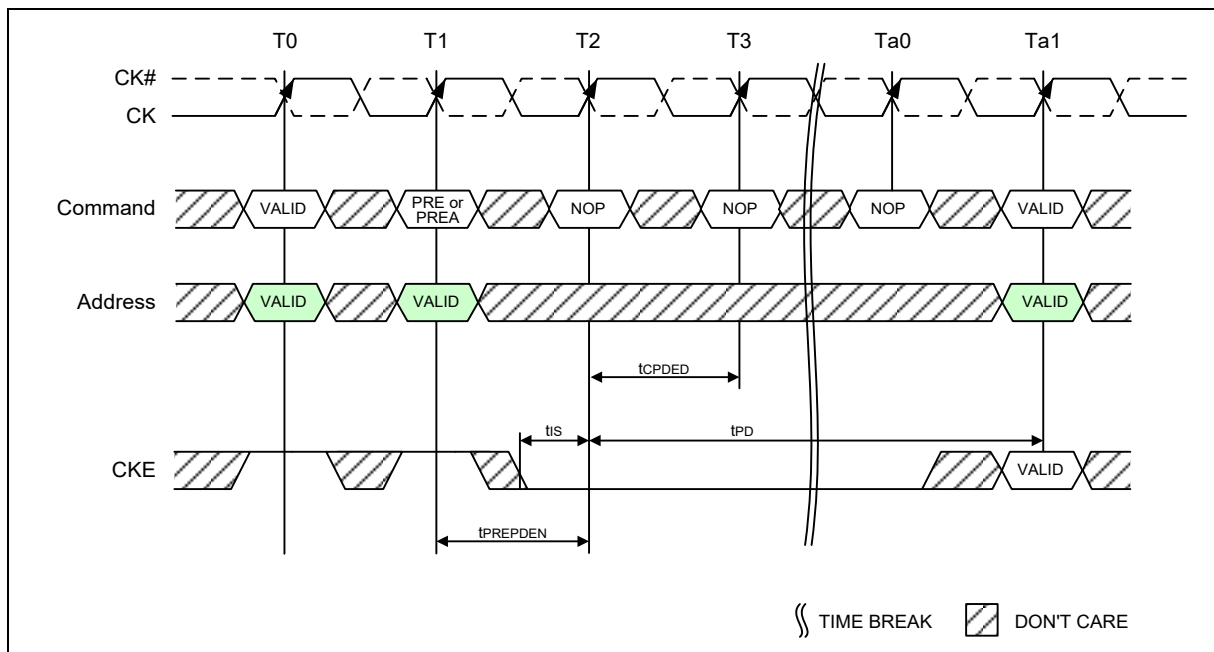 T0 T1 T2 T3 Ta0 Ta1
CK#
CK
Command VALID PRE or PREA NOP NOP NOP VALID
Address VALID VALID VALID
tCPDED
tIS tPD
CKE VALID
tPREPDEN
TIME BREAK DON'T CARE